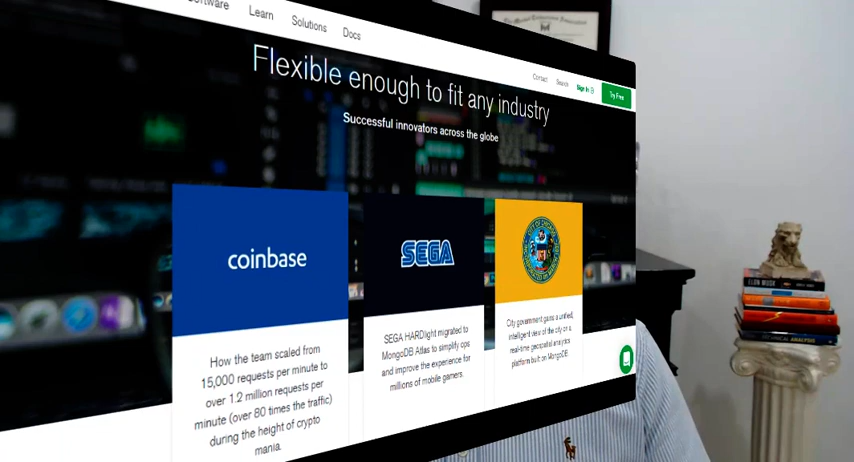 Software
Learn
Solutions
Docs
Contact
Search
Sign In
Try Free
Flexible enough to fit any industry
Successful innovators across the globe
coinbase
How the team scaled from
15,000 requests per minute to
over 1.2 million requests per
minute (over 80 times the traffic)
during the height of crypto
mania.
SEGA
SEGA HARDlight migrated to
MongoDB Atlas to simplify ops
and improve the experience for
millions of mobile gamers.
City government gains a unified,
intelligent view of the city on a
real-time geospatial analytics
platform built on MongoDB.
ELON MUSK
ANALYSIS